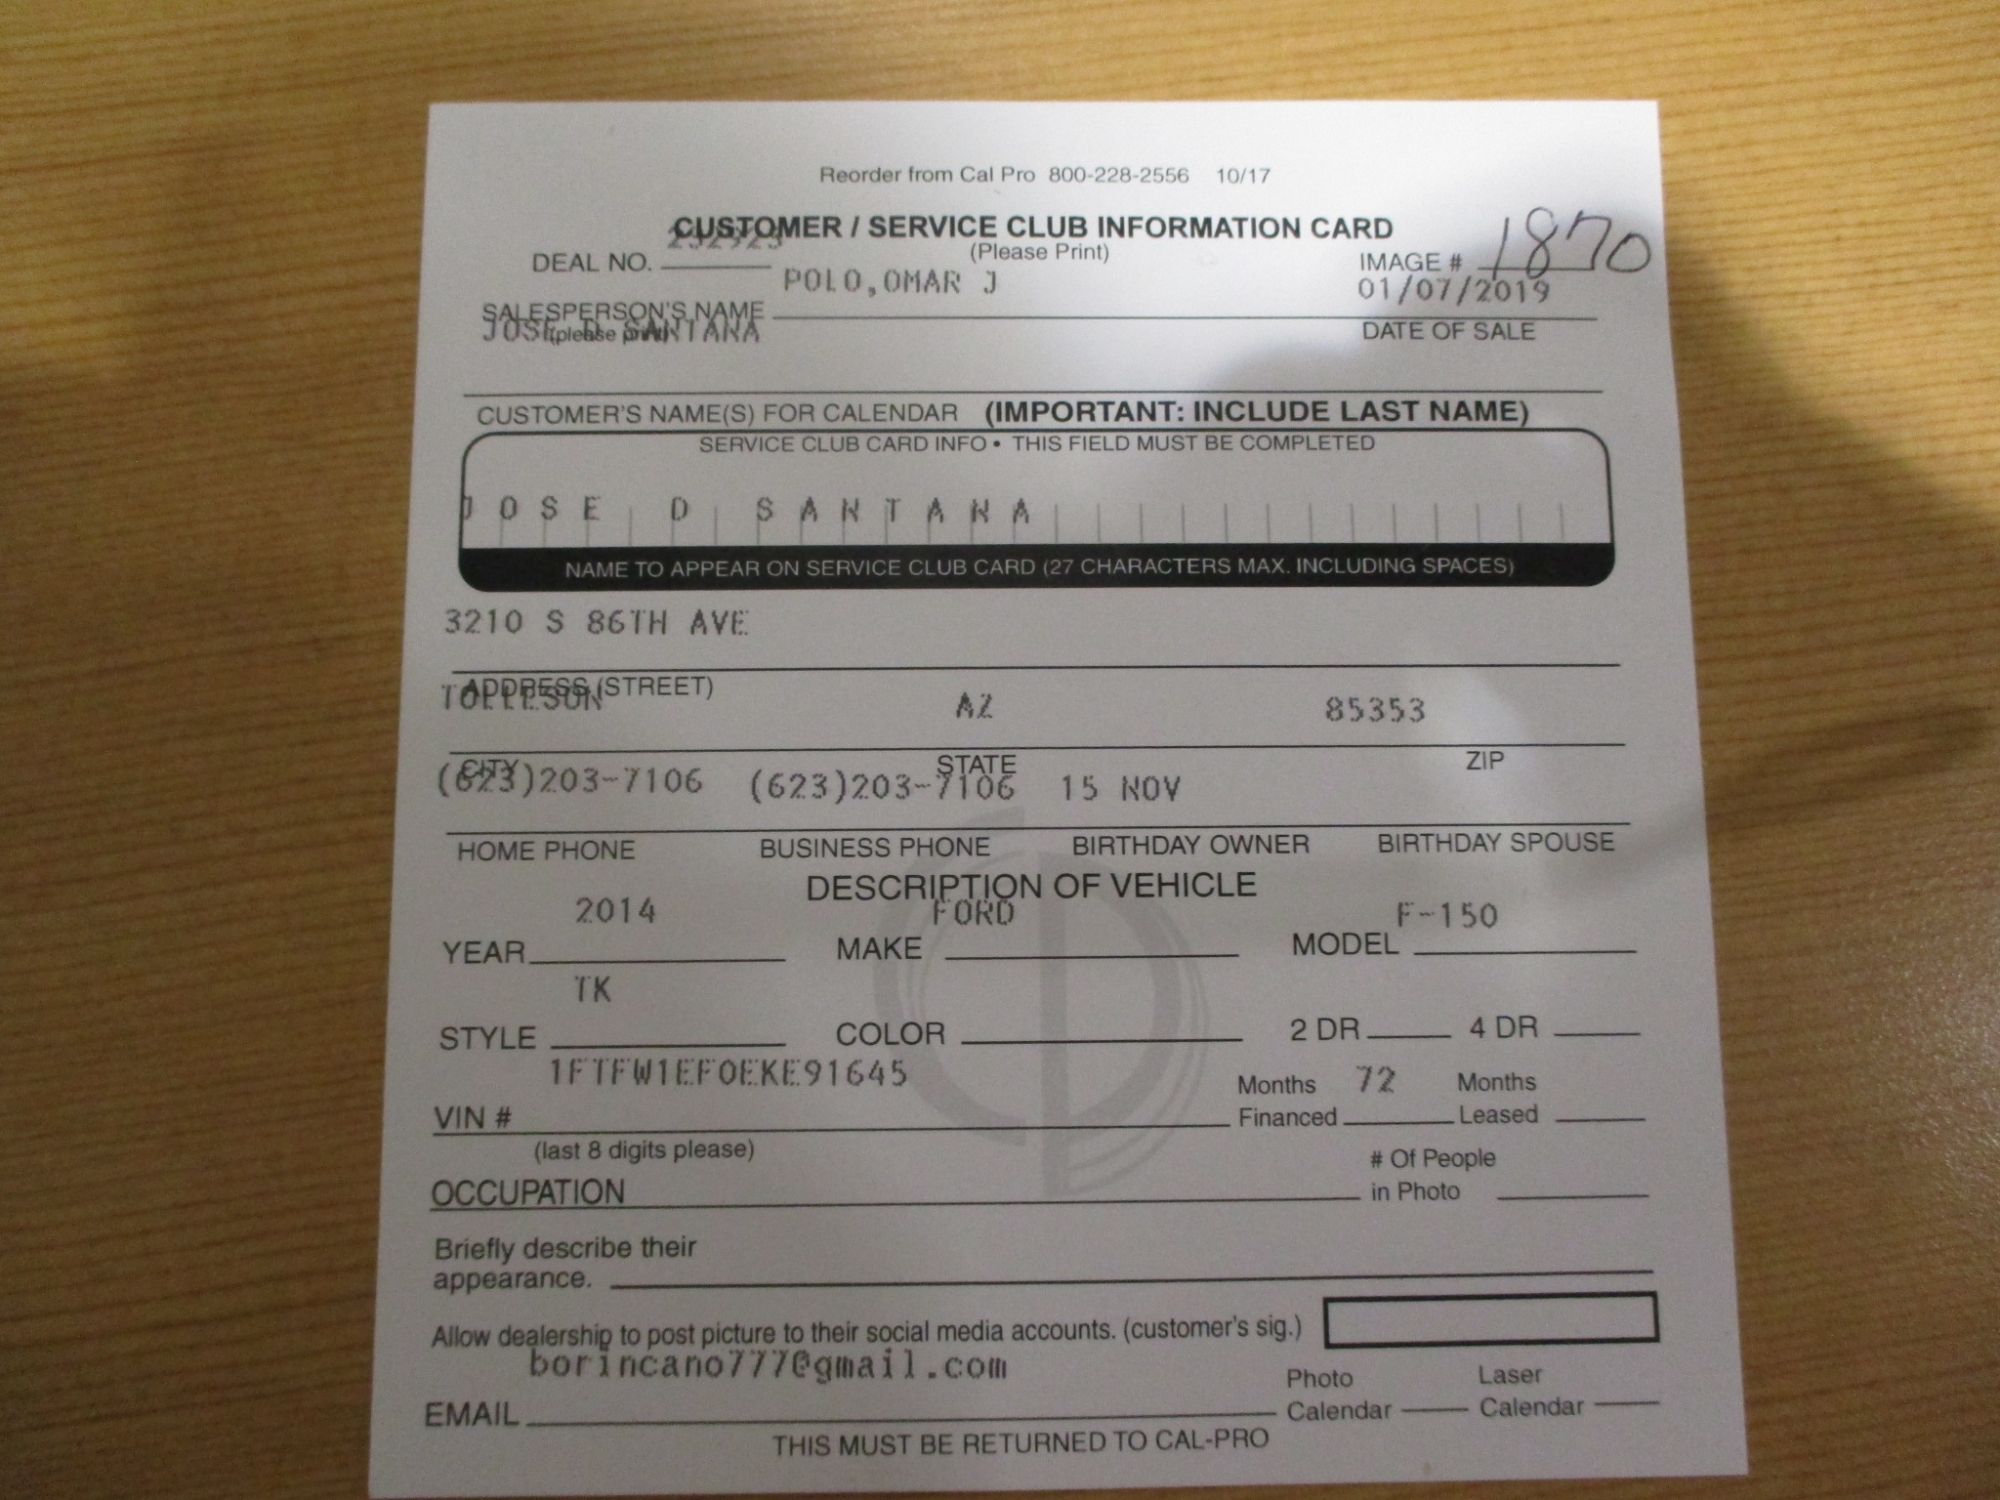 Reorder from Cal Pro 800-228-2556 10/17
CUSTOMER / SERVICE CLUB INFORMATION CARD
(Please Print)
DEAL NO. IMAGE # 1870
POLO,OMAR J 01/07/2019
SALESPERSON'S NAME
(please print) DATE OF SALE
JOSE D SANTANA
CUSTOMER'S NAME(S) FOR CALENDAR (IMPORTANT: INCLUDE LAST NAME)
SERVICE CLUB CARD INFO • THIS FIELD MUST BE COMPLETED
JOSE D SANTANA
NAME TO APPEAR ON SERVICE CLUB CARD (27 CHARACTERS MAX. INCLUDING SPACES)
3210 S 86TH AVE
ADDRESS (STREET)
TOLLESON AZ 85353
CITY STATE ZIP
(623)203-7106 (623)203-7106 15 NOV
HOME PHONE BUSINESS PHONE BIRTHDAY OWNER BIRTHDAY SPOUSE
DESCRIPTION OF VEHICLE
2014 FORD F-150
YEAR MAKE MODEL
TK
STYLE COLOR 2 DR 4 DR
1FTFW1EF0EKE91645
VIN # Months Financed 72 Months Leased
(last 8 digits please)
OCCUPATION # Of People in Photo
Briefly describe their
appearance.
Allow dealership to post picture to their social media accounts. (customer's sig.)
borincano777@gmail.com
EMAIL Photo Calendar Laser Calendar
THIS MUST BE RETURNED TO CAL-PRO